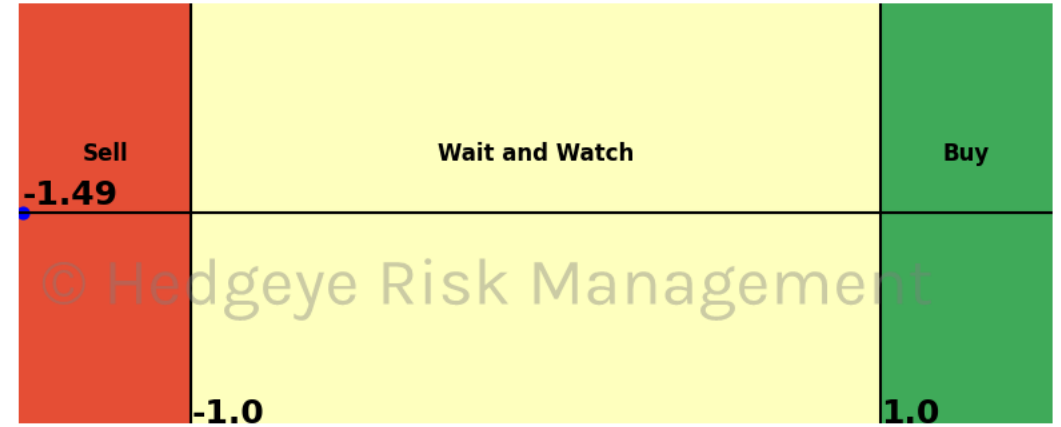 Sell
Wait and Watch
Buy
-1.49
© Hedgeye Risk Management
-1.0
1.0